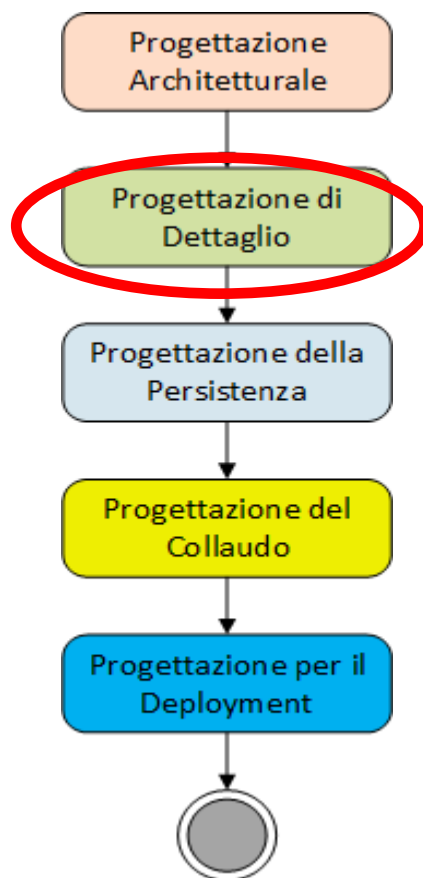 Progettazione
Architetturale
Progettazione di
Dettaglio
Progettazione della
Persistenza
Progettazione del
Collaudo
Progettazione per il
Deployment